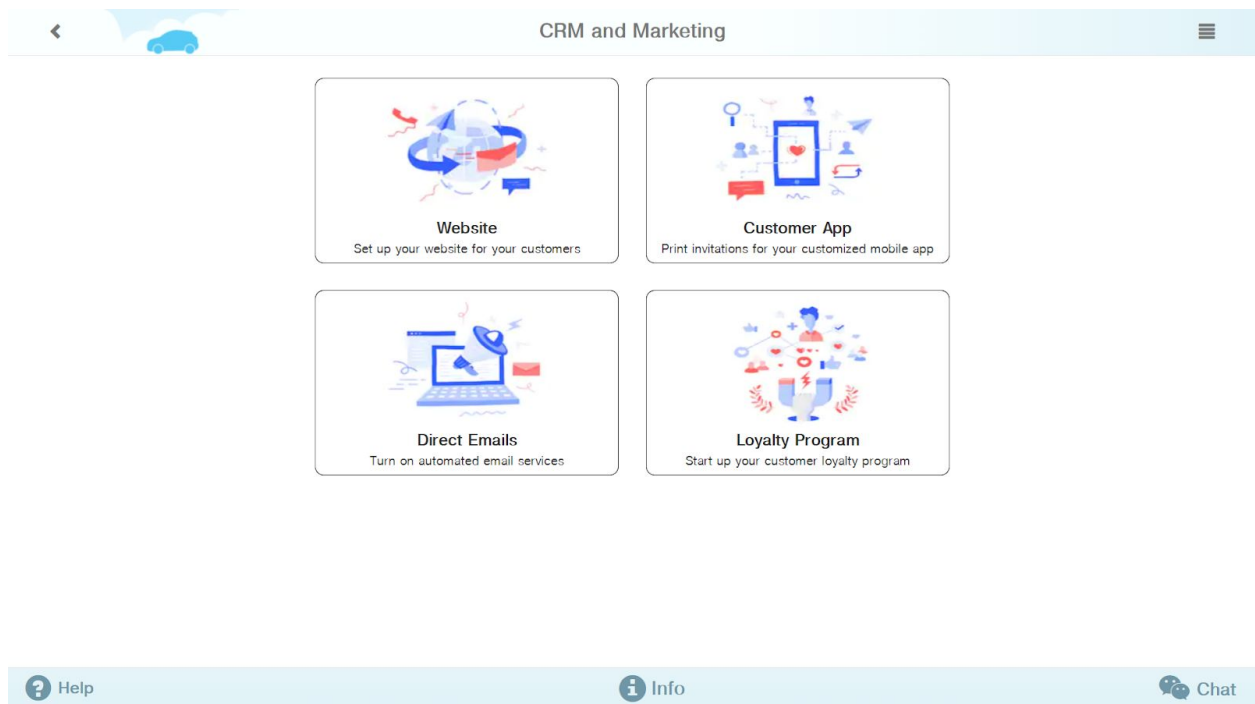 CRM and Marketing
Website
Set up your website for your customers
Customer App
Print invitations for your customized mobile app
Direct Emails
Turn on automated email services
Loyalty Program
Start up your customer loyalty program
Help
Info
Chat